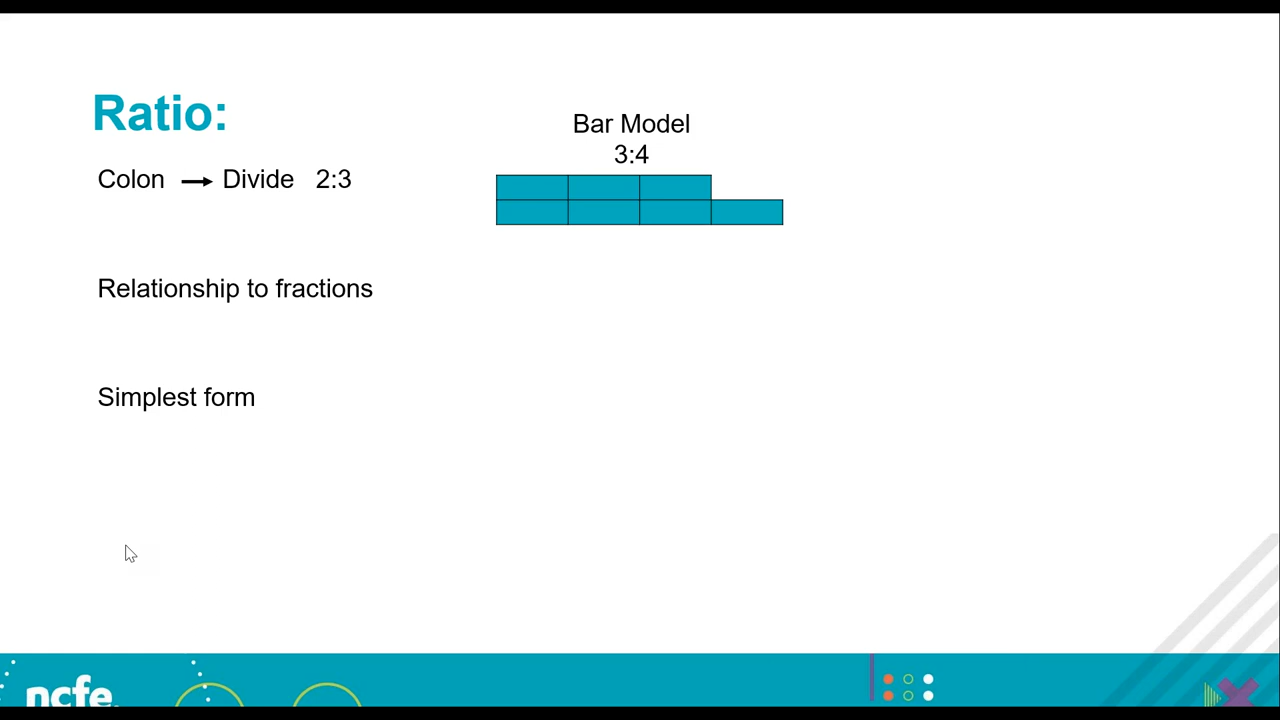 Ratio:
Colon → Divide 2:3
Relationship to fractions
Simplest form
Bar Model
3:4
ncfe.